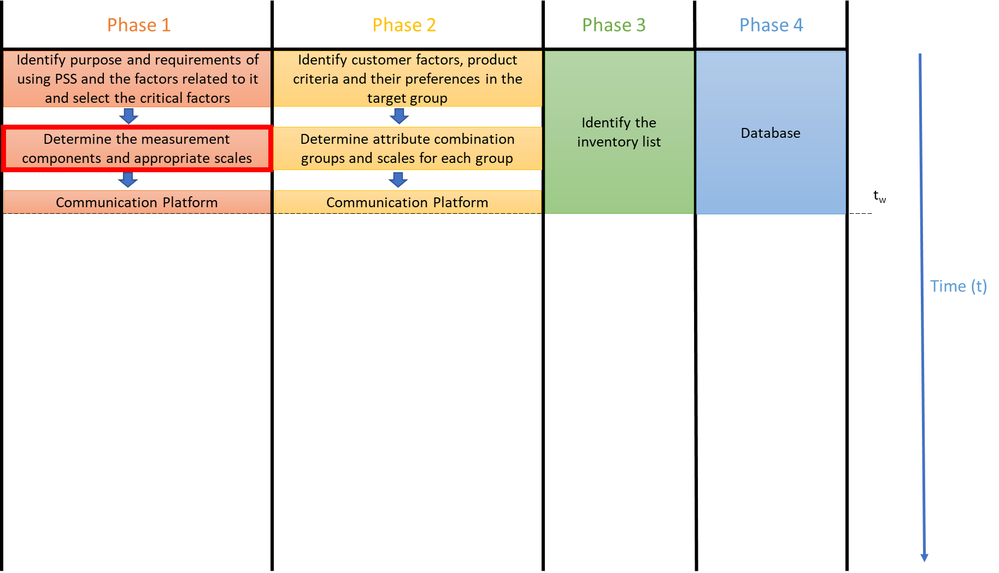 Phase 1
Phase 2
Phase 3
Phase 4
Identify purpose and requirements of
using PSS and the factors related to it
and select the critical factors
Identify customer factors, product
criteria and their preferences in the
target group
Identify the
inventory list
Database
Determine the measurement
components and appropriate scales
Determine attribute combination
groups and scales for each group
Communication Platform
Communication Platform
tw
Time (t)